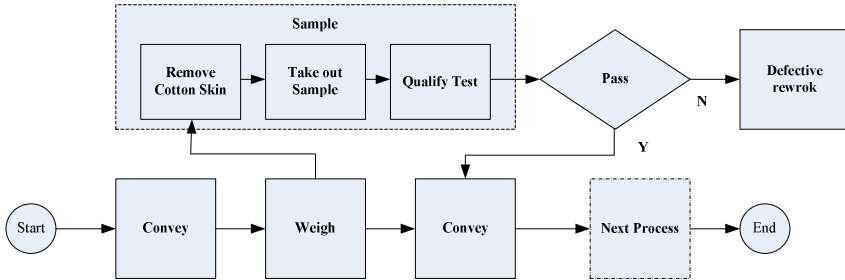 Sample
Remove
Cotton Skin
Take out
Sample
Qualify Test
Pass
N
Defective
rewrok
Y
Start
Convey
Weigh
Convey
Next Process
End